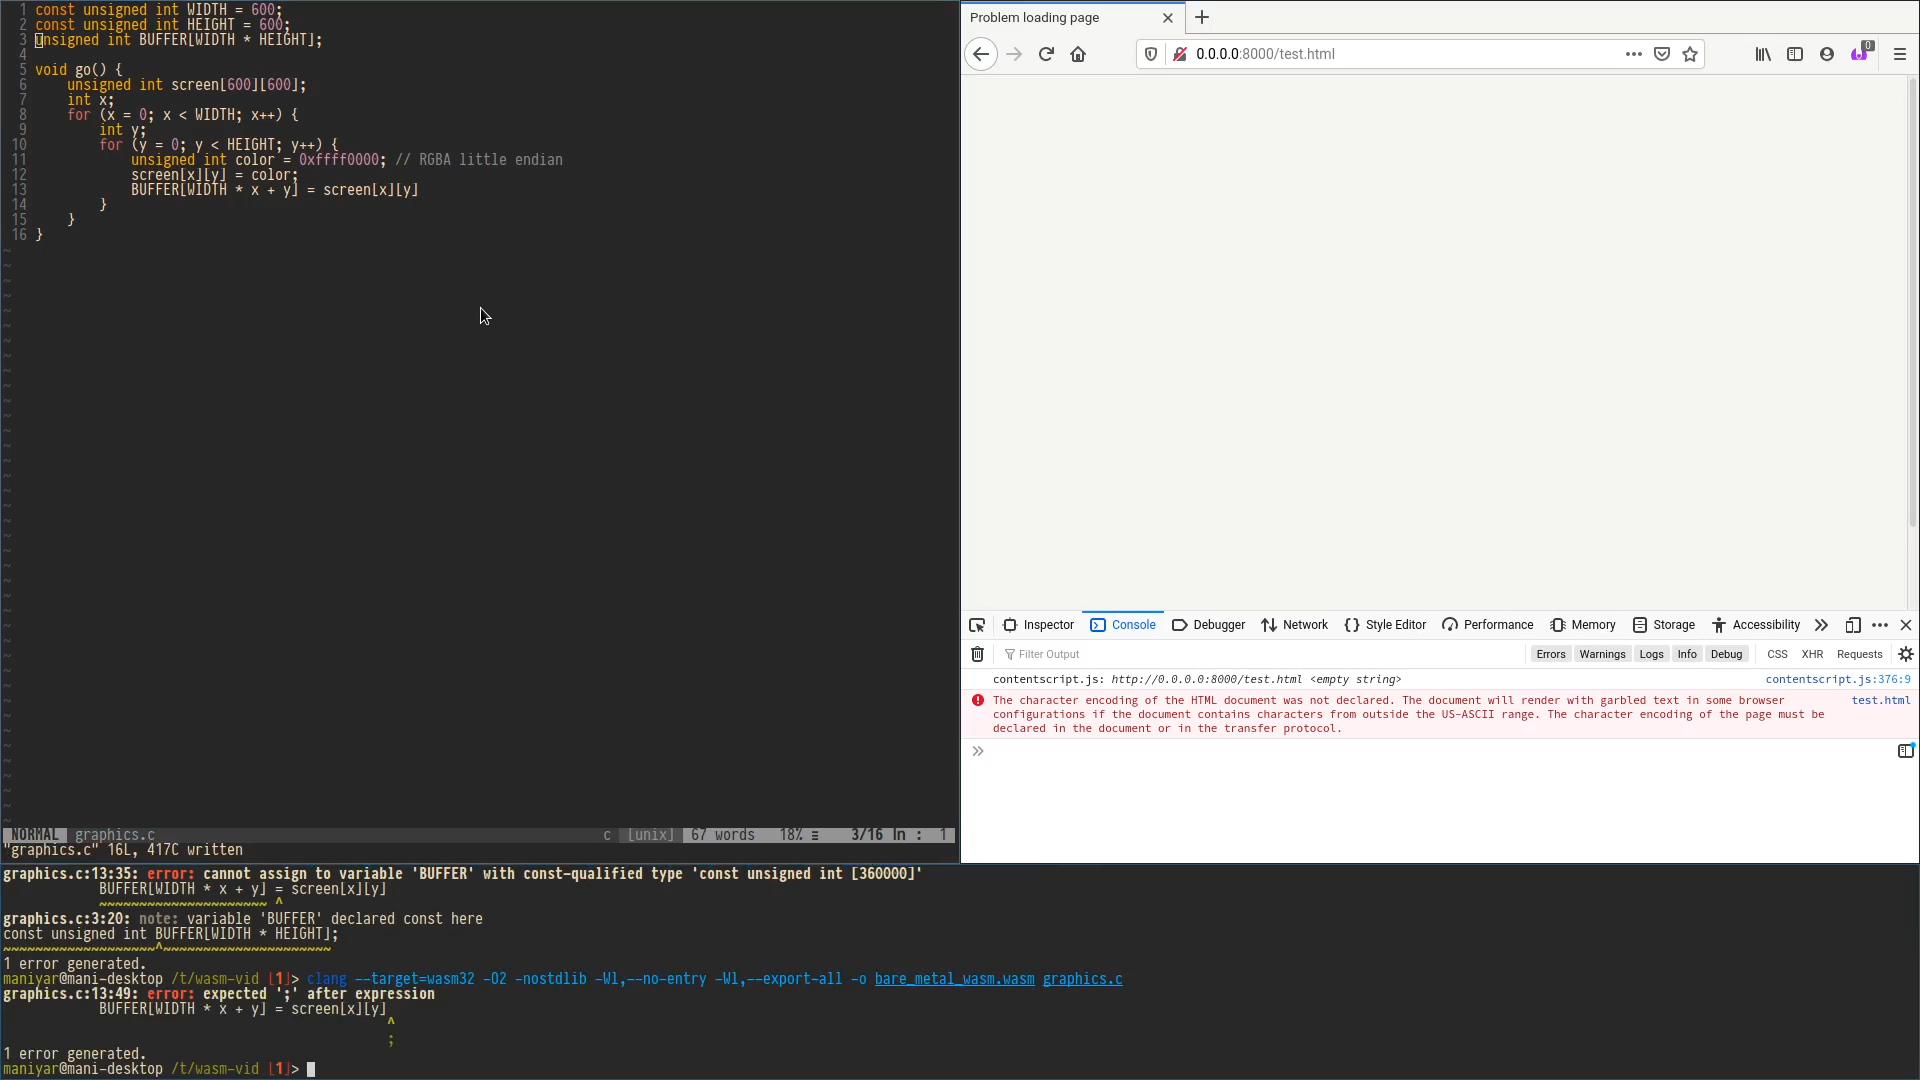 1 const unsigned int WIDTH = 600;
2 const unsigned int HEIGHT = 600;
3 unsigned int BUFFER[WIDTH * HEIGHT];
4
5 void go() {
6     unsigned int screen[600][600];
7     int x;
8     for (x = 0; x < WIDTH; x++) {
9         int y;
10         for (y = 0; y < HEIGHT; y++) {
11             unsigned int color = 0xffff0000; // RGBA little endian
12             screen[x][y] = color;
13             BUFFER[WIDTH * x + y] = screen[x][y]
14         }
15     }
16 }
NORMAL graphics.c c [unix] 67 words 18% ≡ 3/16 ln : 1
"graphics.c" 16L, 417C written
Problem loading page
0.0.0.0:8000/test.html
0
Inspector Console Debugger Network Style Editor Performance Memory Storage Accessibility
Filter Output Errors Warnings Logs Info Debug CSS XHR Requests
contentscript.js: http://0.0.0.0:8000/test.html <empty string> contentscript.js:376:9
The character encoding of the HTML document was not declared. The document will render with garbled text in some browser test.html
configurations if the document contains characters from outside the US-ASCII range. The character encoding of the page must be
declared in the document or in the transfer protocol.
graphics.c:13:35: error: cannot assign to variable 'BUFFER' with const-qualified type 'const unsigned int [360000]'
            BUFFER[WIDTH * x + y] = screen[x][y]
            ~~~~~~~~~~~~~~~~~~~~~ ^
graphics.c:3:20: note: variable 'BUFFER' declared const here
const unsigned int BUFFER[WIDTH * HEIGHT];
~~~~~~~~~~~~~~~~~~~^~~~~~~~~~~~~~~~~~~~~~
1 error generated.
maniyar@mani-desktop /t/wasm-vid [1]> clang --target=wasm32 -O2 -nostdlib -Wl,--no-entry -Wl,--export-all -o bare_metal_wasm.wasm graphics.c
graphics.c:13:49: error: expected ';' after expression
            BUFFER[WIDTH * x + y] = screen[x][y]
                                                ^
                                                ;
1 error generated.
maniyar@mani-desktop /t/wasm-vid [1]>